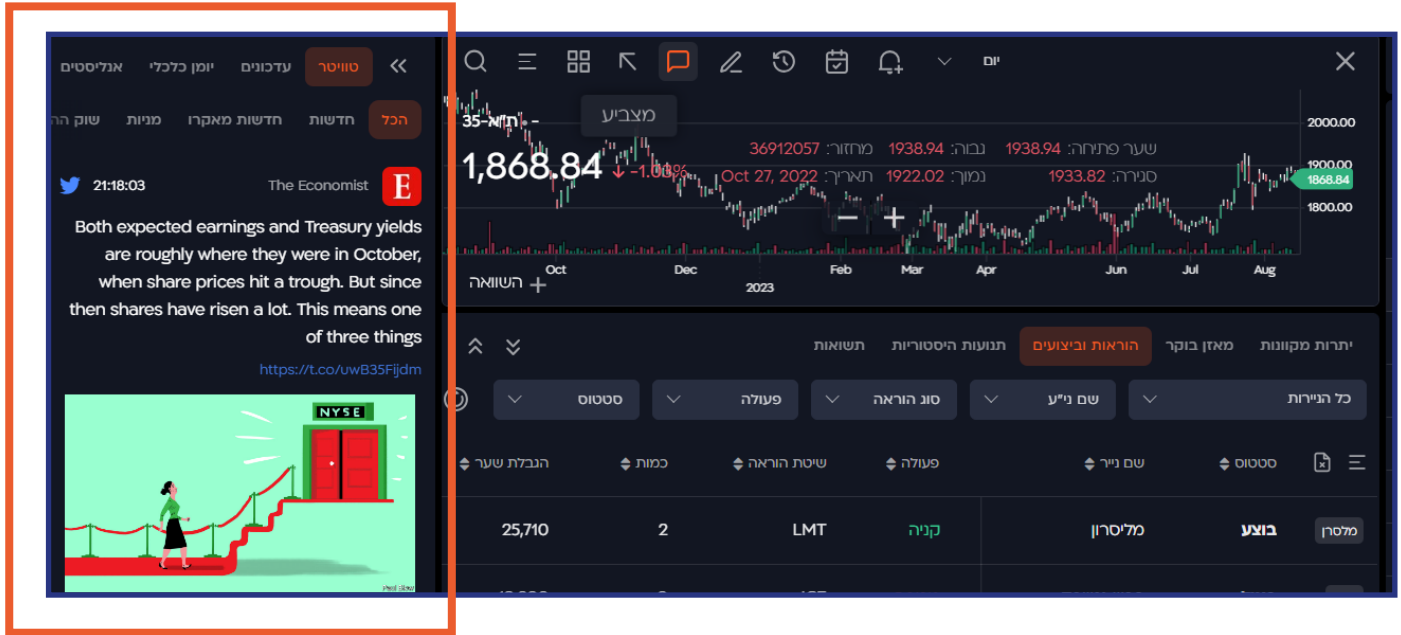 טוויטר עדכונים יומן כלכלי אנליסטים
הכל חדשות חדשות מאקרו מניות שוק
The Economist 21:18:03
E
Both expected earnings and Treasury yields
are roughly where they were in October,
when share prices hit a trough. But since
then shares have risen a lot. This means one
of three things
https://t.co/uwB35Fijdm
NYSE
יום
מצביע
ת"א-35
1,868.84 -1.03%
שער פתיחה: 1938.94 גבוה: 1938.94 מחזור: 36912057
סגירה: 1933.82 נמוך: 1922.02 תאריך: Oct 27, 2022
2000.00
1900.00
1868.84
1800.00
Oct Dec Feb Mar Apr Jun Jul Aug
2023
+ השוואה
יתרות מקוונות מאזן בוקר הוראות וביצועים תנועות היסטוריות תשואות
כל הניירות שם ני"ע סוג הוראה פעולה סטטוס
סטטוס שם נייר פעולה שיטת הוראה כמות הגבלת שער
מלסרן בוצע מליסרון קניה LMT 2 25,710